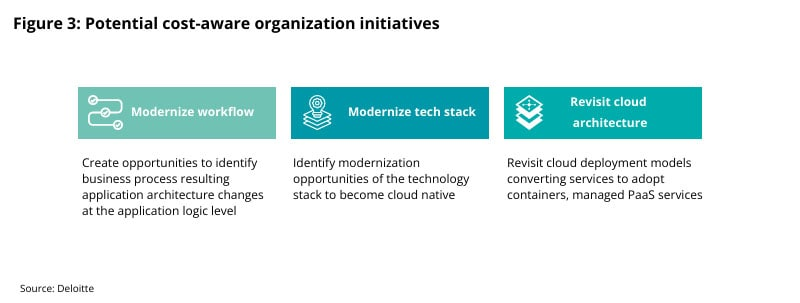 Figure 3: Potential cost-aware organization initiatives
Modernize workflow
Create opportunities to identify
business process resulting
application architecture changes
at the application logic level
Modernize tech stack
Identify modernization
opportunities of the technology
stack to become cloud native
Revisit cloud
architecture
Revisit cloud deployment models
converting services to adopt
containers, managed PaaS services
Source: Deloitte